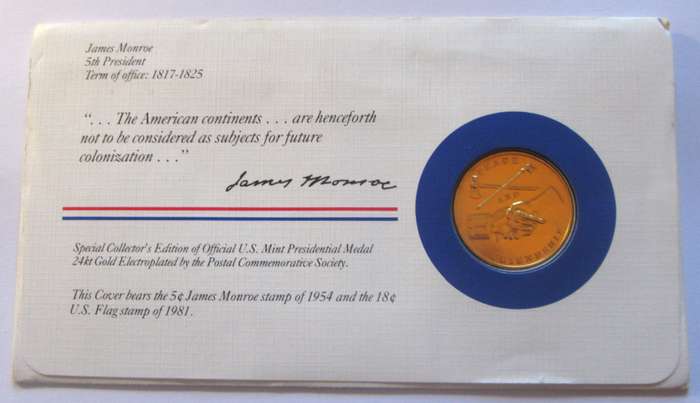 James Monroe
5th President
Term of office: 1817-1825
“. . . The American continents . . . are henceforth
not to be considered as subjects for future
colonization . . .”
James Monroe
Special Collector's Edition of Official U.S. Mint Presidential Medal
24kt Gold Electroplated by the Postal Commemorative Society.
This Cover bears the 5¢ James Monroe stamp of 1954 and the 18¢
U.S. Flag stamp of 1981.
PEACE
AND
FRIENDSHIP